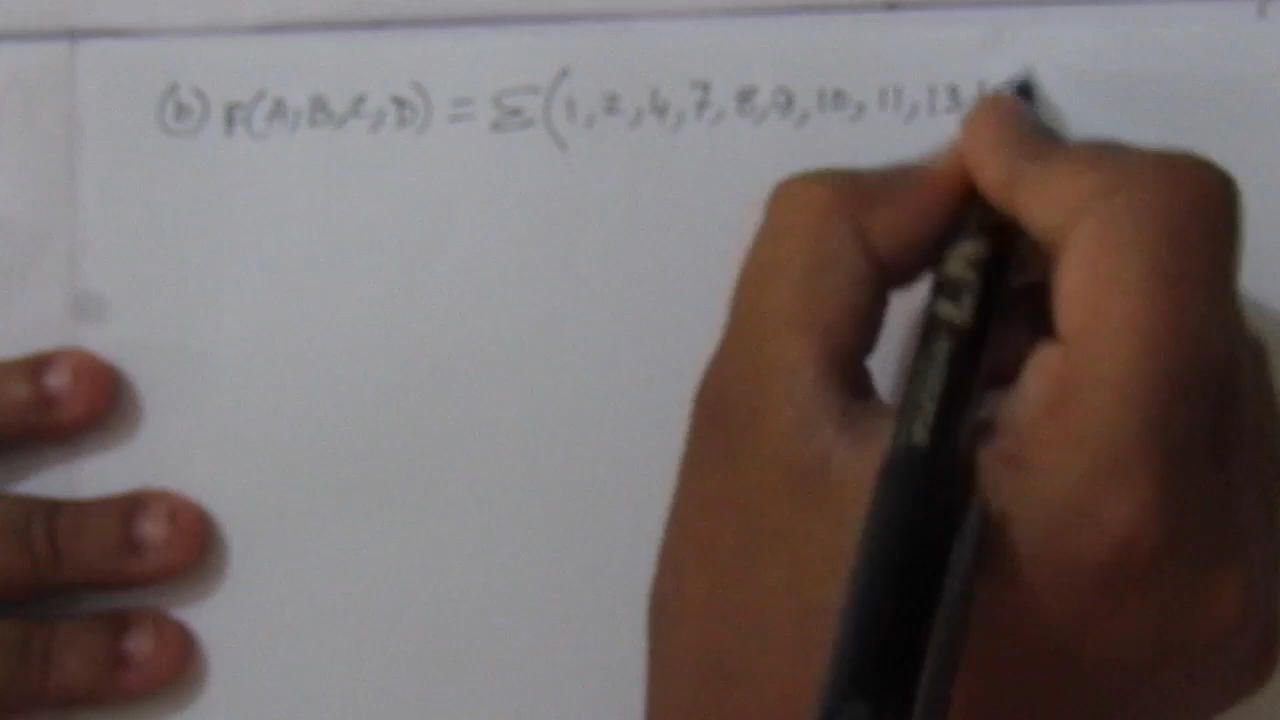 (b) F(A,B,C,D) = Σ(1,2,4,7,8,9,10,11,13,